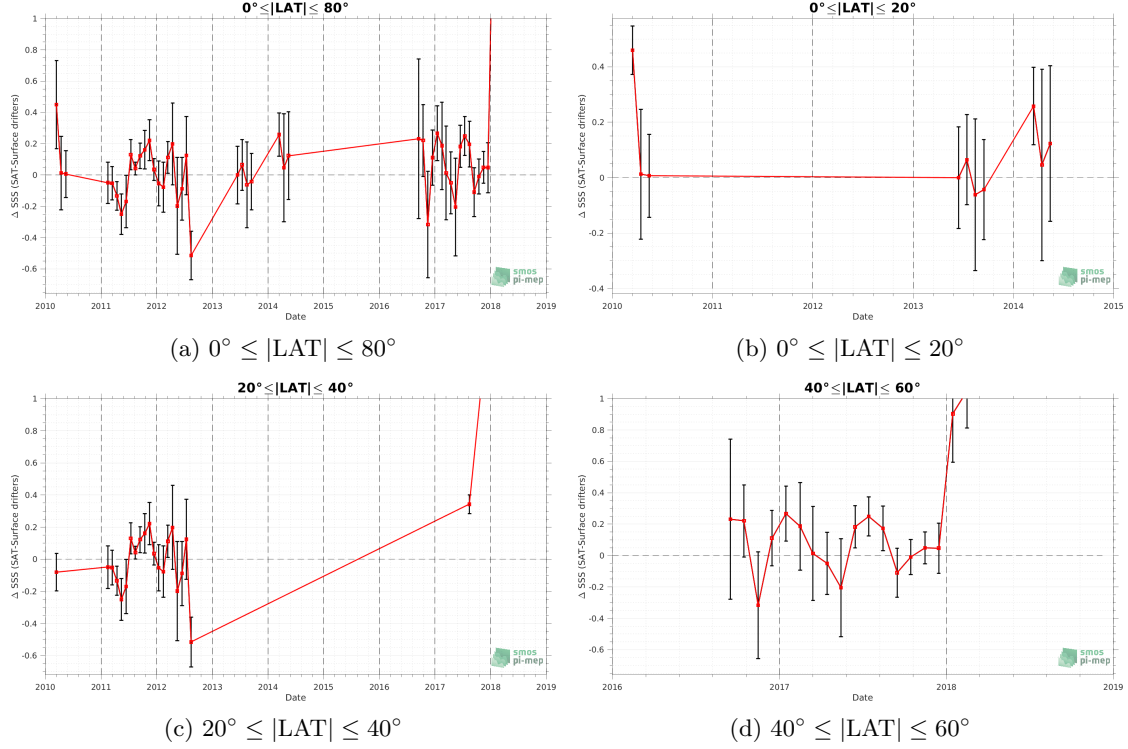 0°≤|LAT|≤ 80°
Δ SSS (SAT-Surface drifters)
1
0.8
0.6
0.4
0.2
0
-0.2
-0.4
-0.6
2010 2011 2012 2013 2014 2015 2016 2017 2018 2019
Date
smos
pi-mep
(a) 0° ≤ |LAT| ≤ 80°
0°≤|LAT|≤ 20°
Δ SSS (SAT-Surface drifters)
0.4
0.2
0
-0.2
-0.4
2010 2011 2012 2013 2014 2015
Date
smos
pi-mep
(b) 0° ≤ |LAT| ≤ 20°
20°≤|LAT|≤ 40°
Δ SSS (SAT-Surface drifters)
1
0.8
0.6
0.4
0.2
0
-0.2
-0.4
-0.6
2010 2011 2012 2013 2014 2015 2016 2017 2018 2019
Date
smos
pi-mep
(c) 20° ≤ |LAT| ≤ 40°
40°≤|LAT|≤ 60°
Δ SSS (SAT-Surface drifters)
1
0.8
0.6
0.4
0.2
0
-0.2
-0.4
-0.6
2016 2017 2018 2019
Date
smos
pi-mep
(d) 40° ≤ |LAT| ≤ 60°